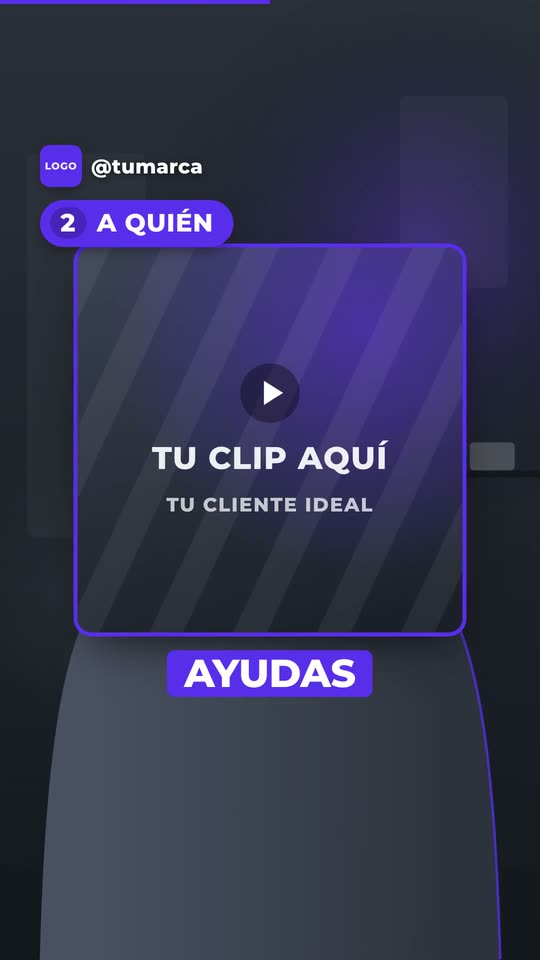 LOGO
@tumarca
2 A QUIÉN
TU CLIP AQUÍ
TU CLIENTE IDEAL
AYUDAS